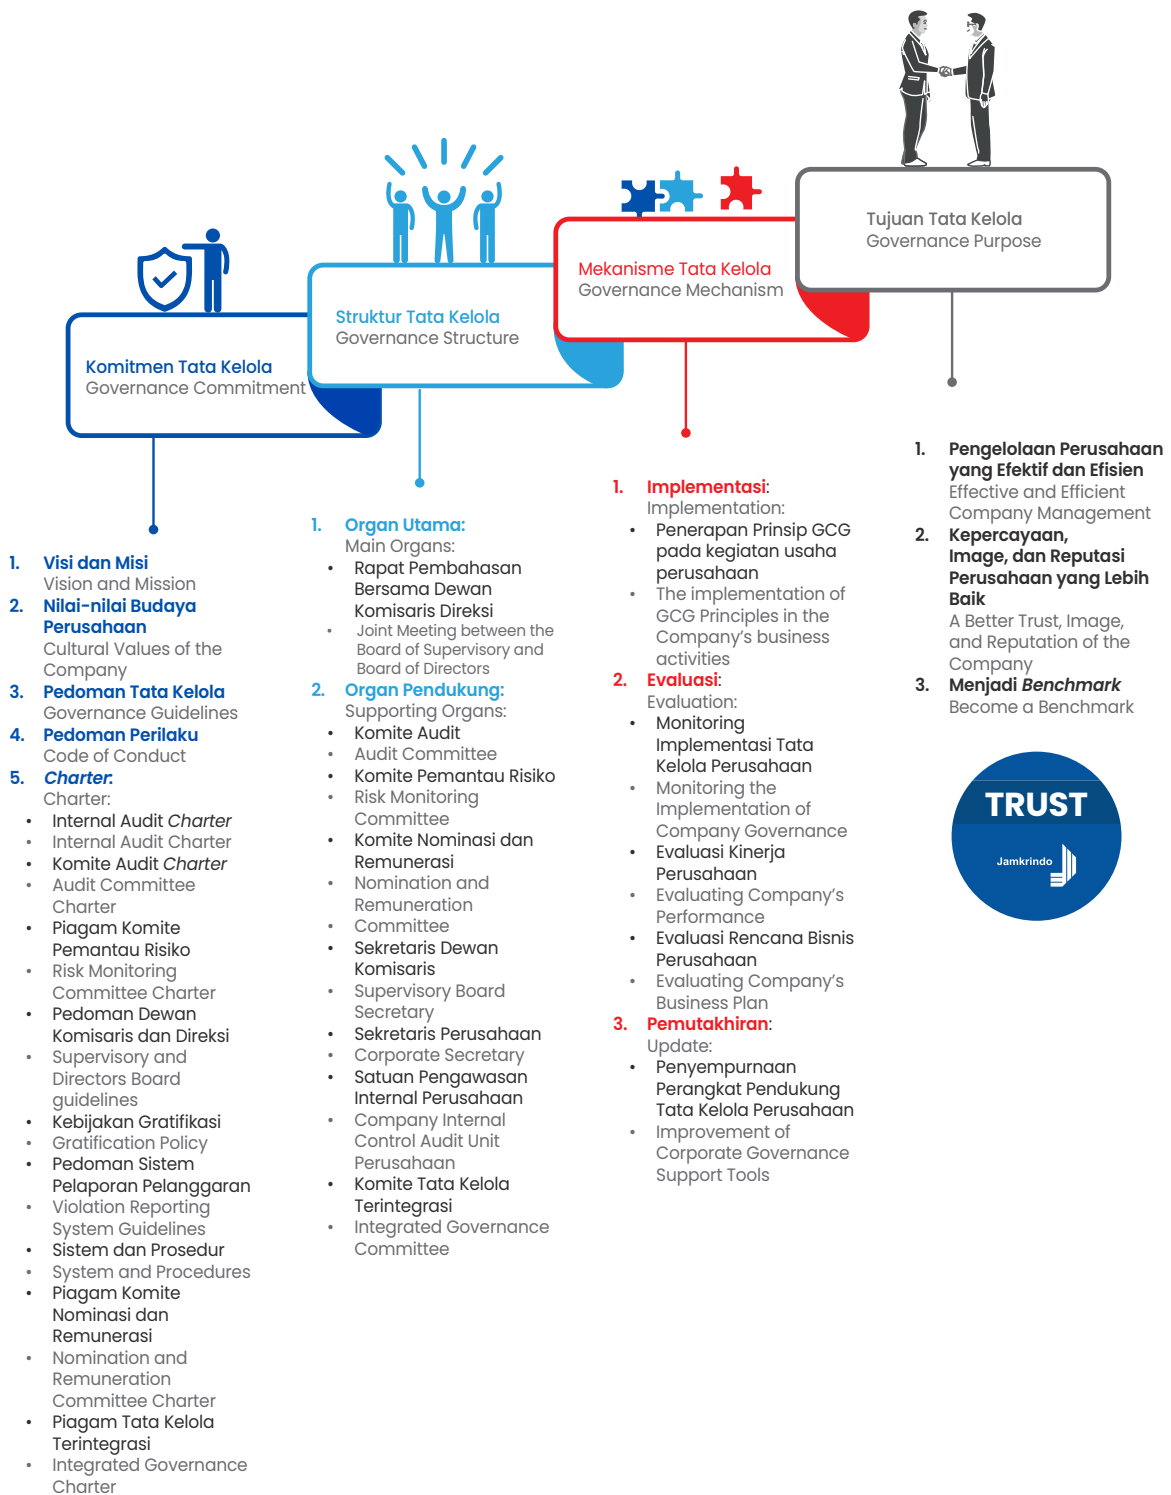 Komitmen Tata Kelola
Governance Commitment
1. Visi dan Misi
Vision and Mission
2. Nilai-nilai Budaya
Perusahaan
Cultural Values of the
Company
3. Pedoman Tata Kelola
Governance Guidelines
4. Pedoman Perilaku
Code of Conduct
5. Charter:
Charter:
• Internal Audit Charter
• Internal Audit Charter
• Komite Audit Charter
• Audit Committee
Charter
• Piagam Komite
Pemantau Risiko
• Risk Monitoring
Committee Charter
• Pedoman Dewan
Komisaris dan Direksi
• Supervisory and
Directors Board
guidelines
• Kebijakan Gratifikasi
• Gratification Policy
• Pedoman Sistem
Pelaporan Pelanggaran
• Violation Reporting
System Guidelines
• Sistem dan Prosedur
• System and Procedures
• Piagam Komite
Nominasi dan
Remunerasi
• Nomination and
Remuneration
Committee Charter
• Piagam Tata Kelola
Terintegrasi
• Integrated Governance
Charter
Struktur Tata Kelola
Governance Structure
1. Organ Utama:
Main Organs:
• Rapat Pembahasan
Bersama Dewan
Komisaris Direksi
• Joint Meeting between the
Board of Supervisory and
Board of Directors
2. Organ Pendukung:
Supporting Organs:
• Komite Audit
• Audit Committee
• Komite Pemantau Risiko
• Risk Monitoring
Committee
• Komite Nominasi dan
Remunerasi
• Nomination and
Remuneration
• Committee
• Sekretaris Dewan
Komisaris
• Supervisory Board
Secretary
• Sekretaris Perusahaan
• Corporate Secretary
• Satuan Pengawasan
Internal Perusahaan
• Company Internal
Control Audit Unit
Perusahaan
• Komite Tata Kelola
Terintegrasi
• Integrated Governance
Committee
Mekanisme Tata Kelola
Governance Mechanism
1. Implementasi:
Implementation:
• Penerapan Prinsip GCG
pada kegiatan usaha
perusahaan
• The implementation of
GCG Principles in the
Company's business
activities
2. Evaluasi:
Evaluation:
• Monitoring
Implementasi Tata
Kelola Perusahaan
• Monitoring the
Implementation of
Company Governance
• Evaluasi Kinerja
Perusahaan
• Evaluating Company's
Performance
• Evaluasi Rencana Bisnis
Perusahaan
• Evaluating Company's
Business Plan
3. Pemutakhiran:
Update:
• Penyempurnaan
Perangkat Pendukung
Tata Kelola Perusahaan
• Improvement of
Corporate Governance
Support Tools
Tujuan Tata Kelola
Governance Purpose
1. Pengelolaan Perusahaan
yang Efektif dan Efisien
Effective and Efficient
Company Management
2. Kepercayaan,
Image, dan Reputasi
Perusahaan yang Lebih
Baik
A Better Trust, Image,
and Reputation of the
Company
3. Menjadi Benchmark
Become a Benchmark
TRUST
Jamkrindo